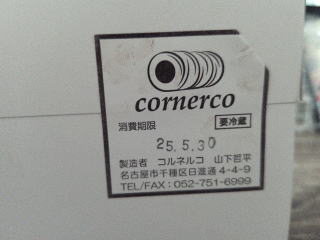 cornerco
消費期限 要冷蔵
25.5.30
製造者 コルネルコ 山下哲平
名古屋市千種区日進通4-4-9
TEL/FAX:052-751-6999